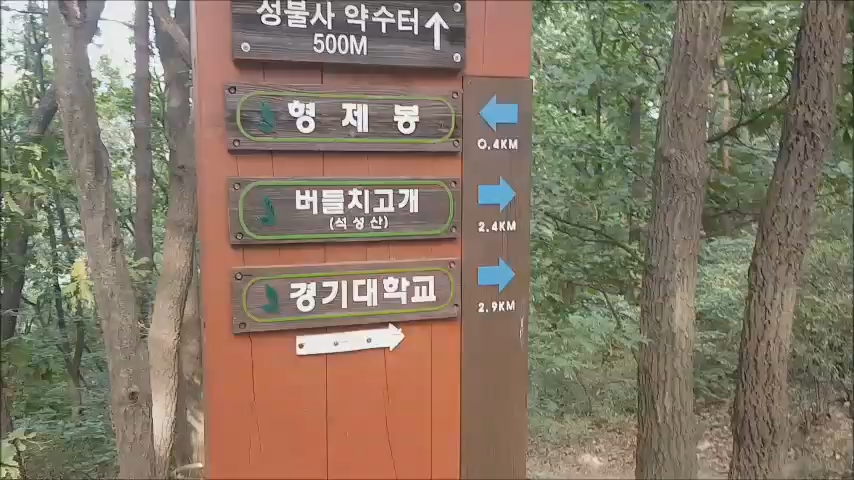 성불사 약수터
500M
형제봉
0.4KM
버들치고개
(석성산)
2.4KM
경기대학교
2.9KM